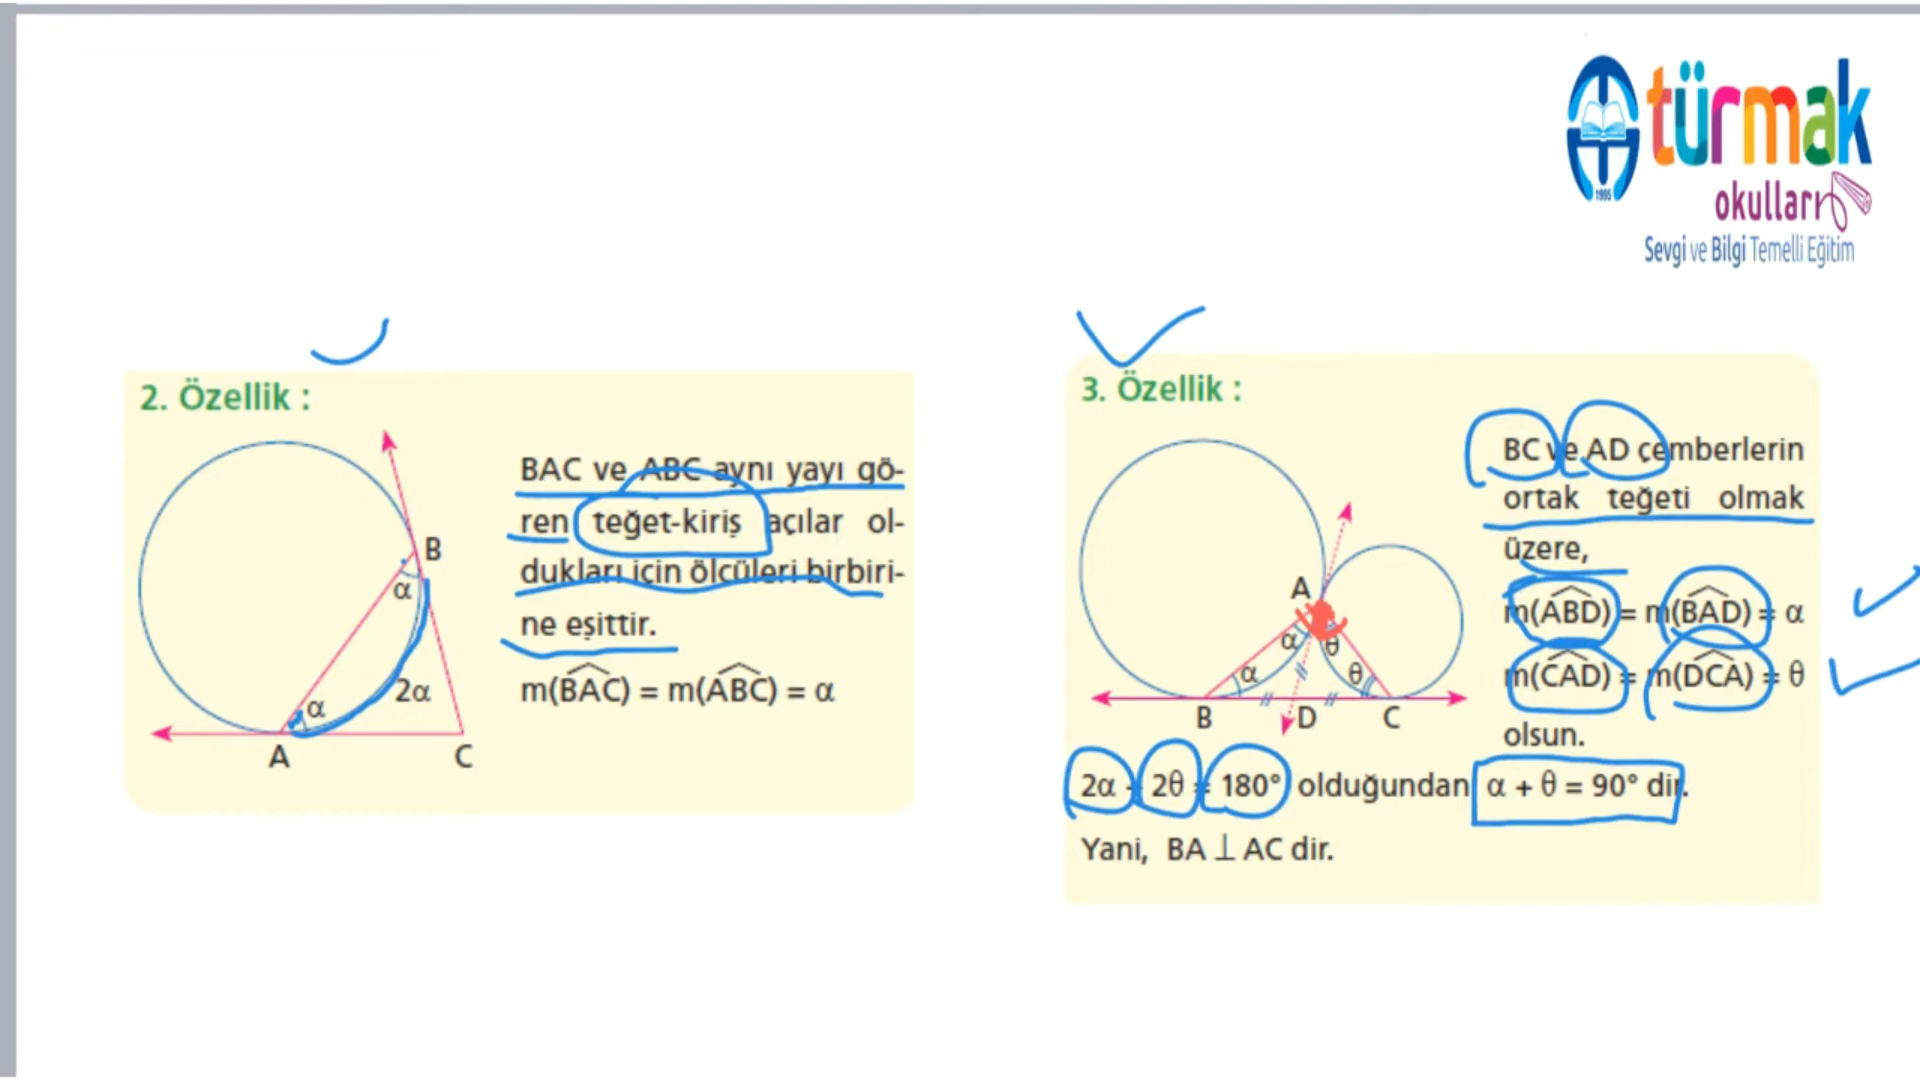 türmak
okulları
1995
Sevgi ve Bilgi Temelli Eğitim
2. Özellik :
BAC ve ABC aynı yayı gö-
ren teğet-kiriş açılar ol-
dukları için ölçüleri birbiri-
ne eşittir.
m(BAC) = m(ABC) = α
B
α
α
2α
A
C
3. Özellik :
BC ve AD çemberlerin
ortak teğeti olmak
üzere,
m(ABD) = m(BAD) = α
m(CAD) = m(DCA) = θ
olsun.
A
α
θ
α
θ
B
D
C
2α + 2θ = 180° olduğundan α + θ = 90° dir.
Yani, BA ⊥ AC dir.